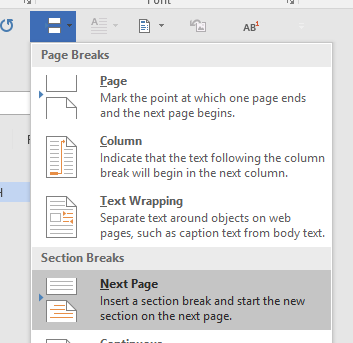 Font
AB¹
Page Breaks
Page
Mark the point at which one page ends
and the next page begins.
Column
Indicate that the text following the column
break will begin in the next column.
Text Wrapping
Separate text around objects on web
pages, such as caption text from body text.
Section Breaks
Next Page
Insert a section break and start the new
section on the next page.
Continuous